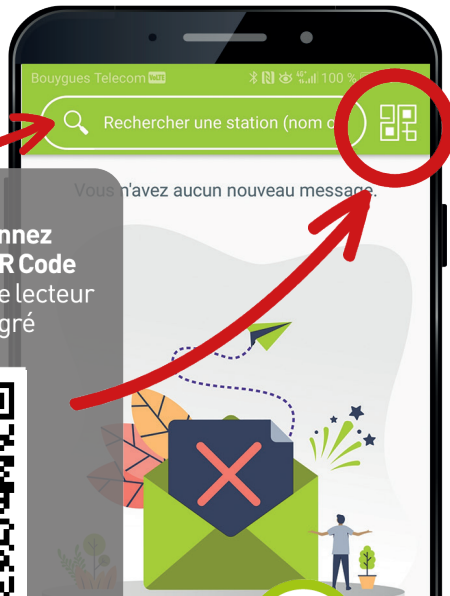 Bouygues Telecom 100 %
Rechercher une station (nom o
Vous n'avez aucun nouveau message.
nnez
R Code
e lecteur
gré